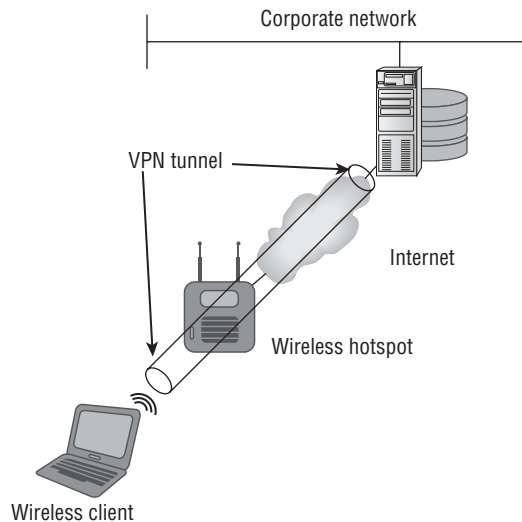 Corporate network
VPN tunnel
Internet
Wireless hotspot
Wireless client